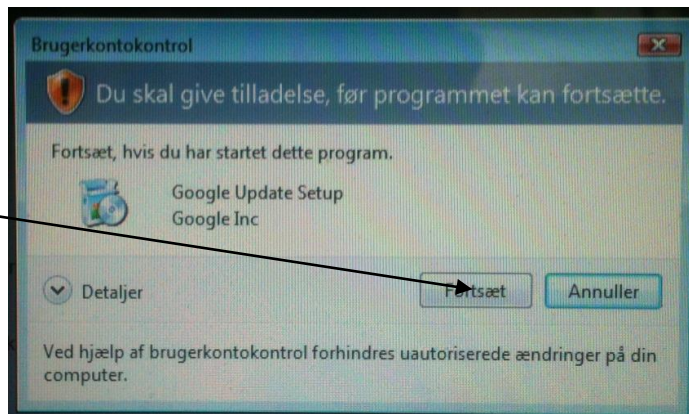 Brugerkontokontrol
Du skal give tilladelse, før programmet kan fortsætte.
Fortsæt, hvis du har startet dette program.
Google Update Setup
Google Inc
Detaljer
Fortsæt Annuller
Ved hjælp af brugerkontokontrol forhindres uautoriserede ændringer på din
computer.